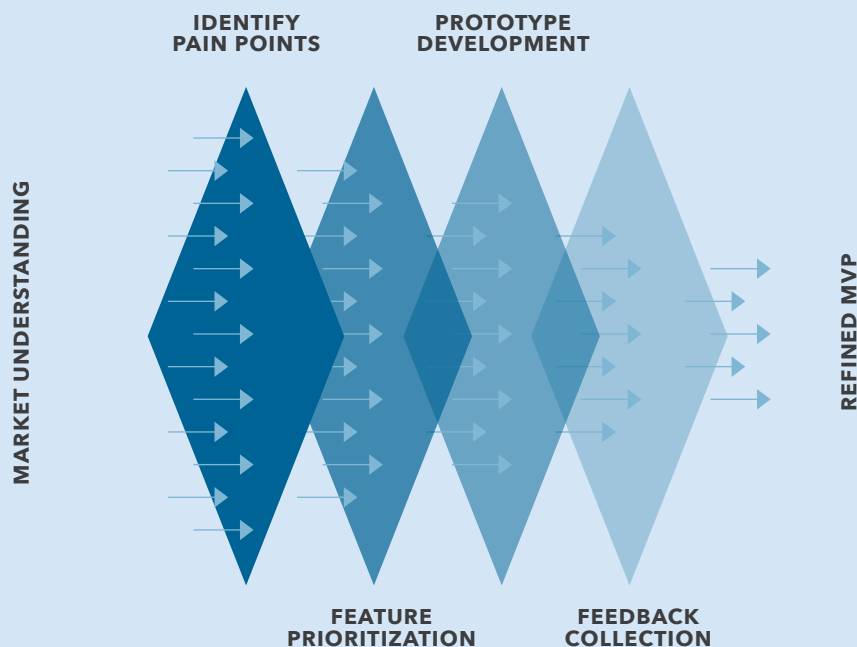 IDENTIFY
PAIN POINTS
PROTOTYPE
DEVELOPMENT
MARKET UNDERSTANDING
REFINED MVP
FEATURE
PRIORITIZATION
FEEDBACK
COLLECTION